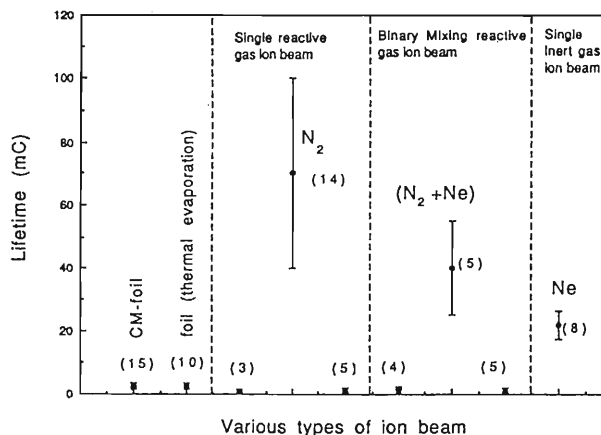 Single reactive
gas ion beam
Binary Mixing reactive
gas ion beam
Single
Inert gas
ion beam
Lifetime (mC)
120
100
80
60
40
20
0
CM-foil
foil (thermal evaporation)
N2
(14)
(N2 +Ne)
(5)
Ne
(8)
(15)
(10)
(3)
(5)
(4)
(5)
Various types of ion beam